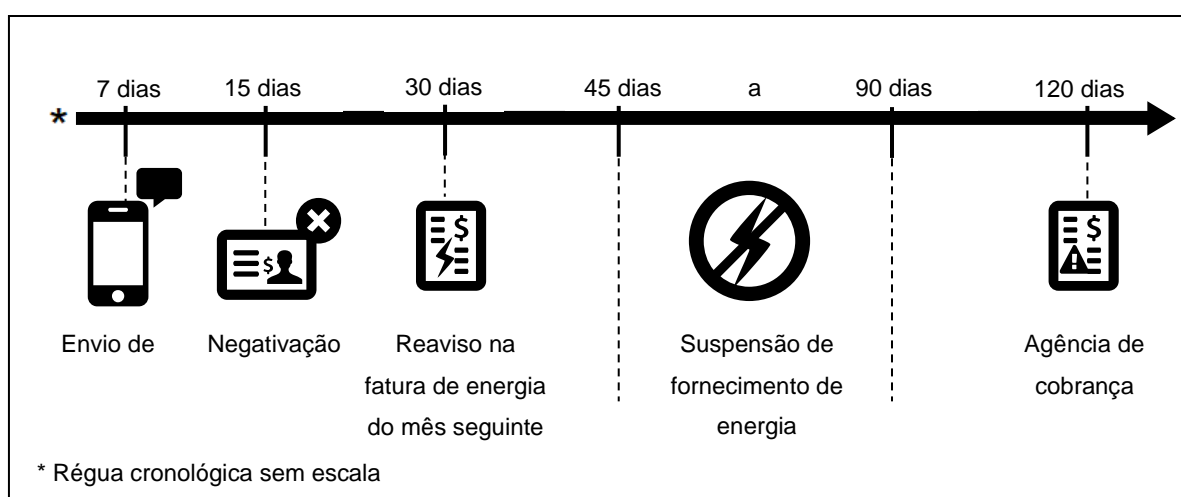 7 dias 15 dias 30 dias 45 dias a 90 dias 120 dias
*
Envio de Negativação Reaviso na Suspensão de Agência de
fatura de energia fornecimento de cobrança
do mês seguinte energia
* Régua cronológica sem escala